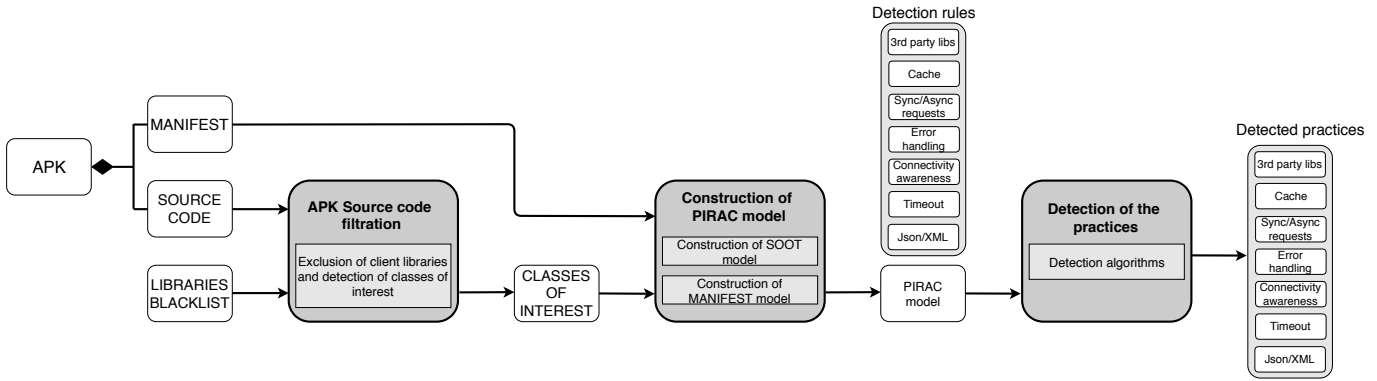 APK
MANIFEST
SOURCE
CODE
LIBRARIES
BLACKLIST
APK Source code
filtration
Exclusion of client libraries
and detection of classes of
interest
CLASSES
OF
INTEREST
Construction of
PIRAC model
Construction of SOOT
model
Construction of
MANIFEST model
Detection rules
3rd party libs
Cache
Sync/Async
requests
Error
handling
Connectivity
awareness
Timeout
Json/XML
PIRAC
model
Detection of the
practices
Detection algorithms
Detected practices
3rd party libs
Cache
Sync/Async
requests
Error
handling
Connectivity
awareness
Timeout
Json/XML